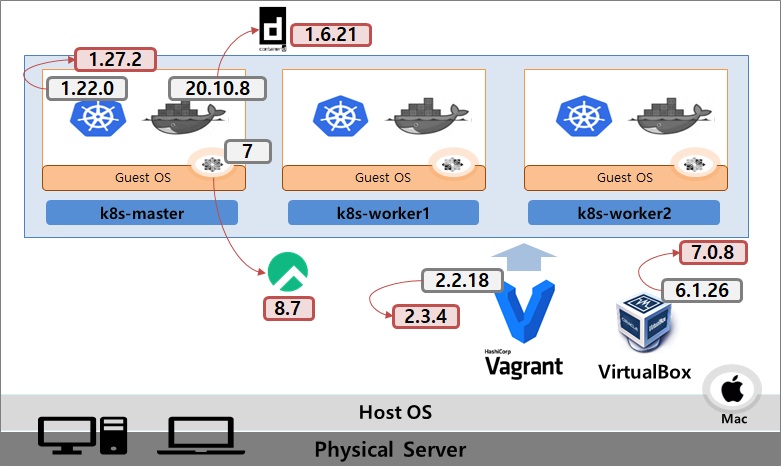 1.6.21
1.27.2
1.22.0
20.10.8
7
Guest OS
Guest OS
Guest OS
k8s-master
k8s-worker1
k8s-worker2
8.7
2.2.18
2.3.4
7.0.8
6.1.26
HashiCorp
Vagrant
VirtualBox
VirtualBox
Mac
Host OS
Physical Server